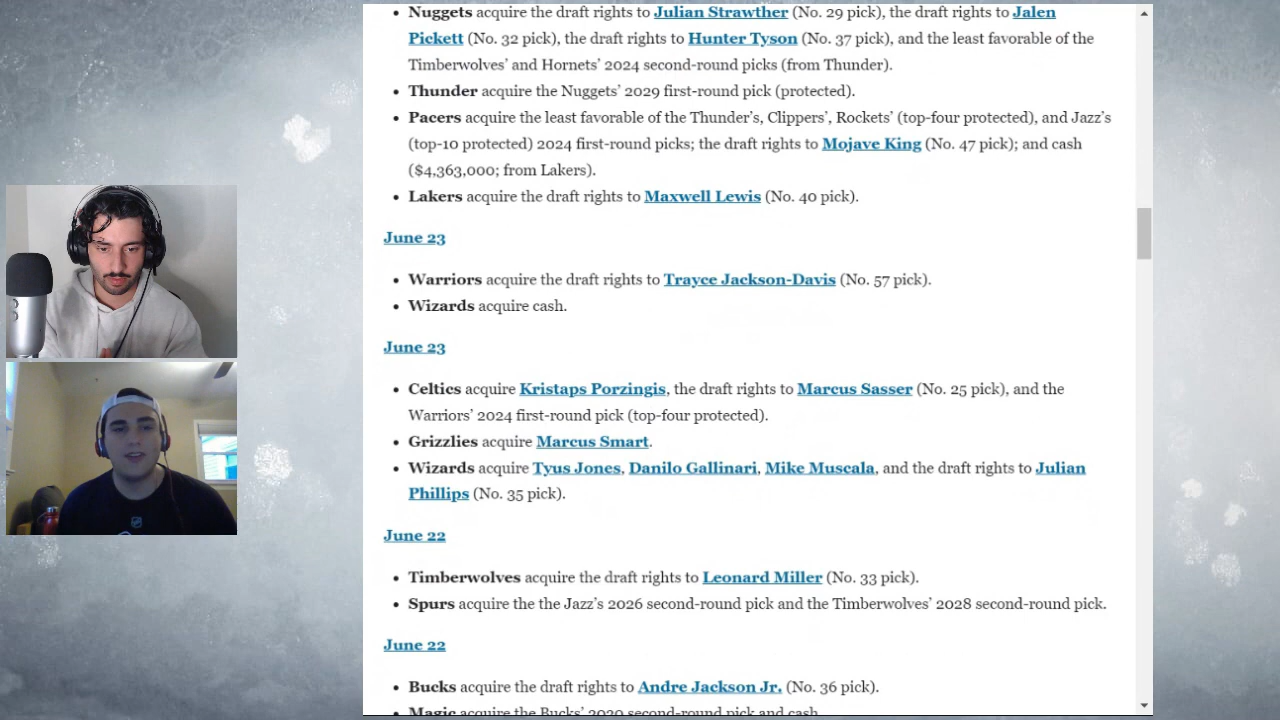 Nuggets acquire the draft rights to Julian Strawther (No. 29 pick), the draft rights to Jalen
Pickett (No. 32 pick), the draft rights to Hunter Tyson (No. 37 pick), and the least favorable of the
Timberwolves’ and Hornets’ 2024 second-round picks (from Thunder).
Thunder acquire the Nuggets’ 2029 first-round pick (protected).
Pacers acquire the least favorable of the Thunder’s, Clippers’, Rockets’ (top-four protected), and Jazz’s
(top-10 protected) 2024 first-round picks; the draft rights to Mojave King (No. 47 pick); and cash
($4,363,000; from Lakers).
Lakers acquire the draft rights to Maxwell Lewis (No. 40 pick).
June 23
Warriors acquire the draft rights to Trayce Jackson-Davis (No. 57 pick).
Wizards acquire cash.
June 23
Celtics acquire Kristaps Porzingis, the draft rights to Marcus Sasser (No. 25 pick), and the
Warriors’ 2024 first-round pick (top-four protected).
Grizzlies acquire Marcus Smart.
Wizards acquire Tyus Jones, Danilo Gallinari, Mike Muscala, and the draft rights to Julian
Phillips (No. 35 pick).
June 22
Timberwolves acquire the draft rights to Leonard Miller (No. 33 pick).
Spurs acquire the the Jazz’s 2026 second-round pick and the Timberwolves’ 2028 second-round pick.
June 22
Bucks acquire the draft rights to Andre Jackson Jr. (No. 36 pick).
Magic acquire the Bucks’ 2030 second-round pick and cash.